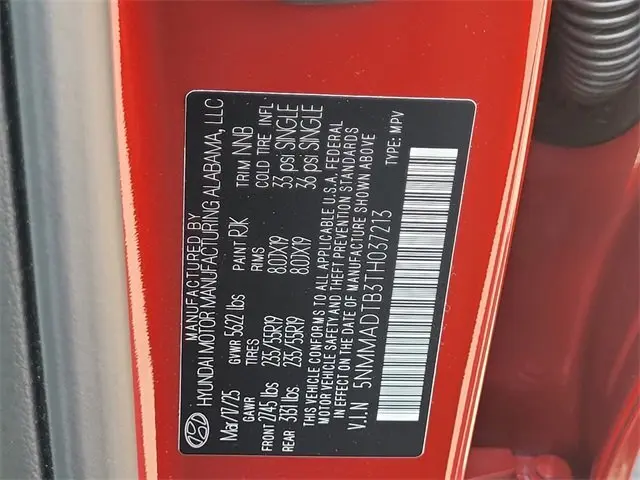 MANUFACTURED BY
HYUNDAI MOTOR MANUFACTURING ALABAMA, LLC
Mar/17/25 GVWR 5622 lbs PAINT RJK TRIM NNB
GAWR TIRES RIMS COLD TIRE INFL
FRONT 2745 lbs 235/55R19 8.0JX19 33 psi SINGLE
REAR 3131 lbs 235/55R19 8.0JX19 36 psi SINGLE
THIS VEHICLE CONFORMS TO ALL APPLICABLE U.S.A. FEDERAL
MOTOR VEHICLE SAFETY AND THEFT PREVENTION STANDARDS
IN EFFECT ON THE DATE OF MANUFACTURE SHOWN ABOVE
V.I.N 5NMMADTB3TH037213 TYPE: MPV